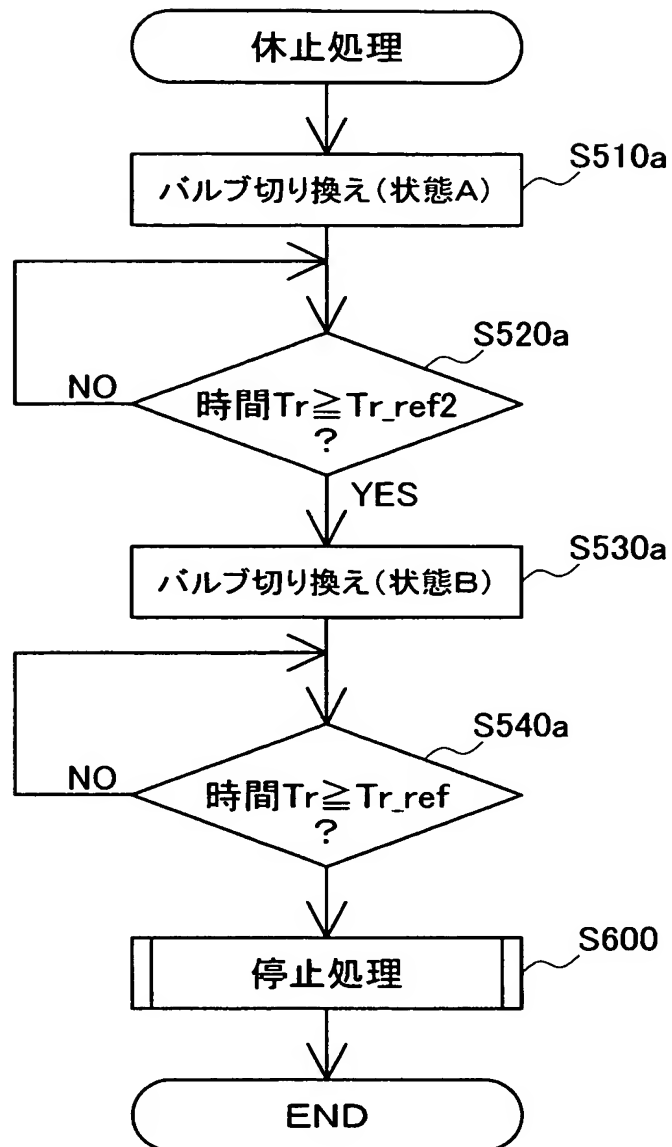 休止処理
S510a
バルブ切り換え(状態A)
S520a
NO
時間Tr≧Tr_ref2
?
YES
S530a
バルブ切り換え(状態B)
S540a
NO
時間Tr≧Tr_ref
?
S600
停止処理
END